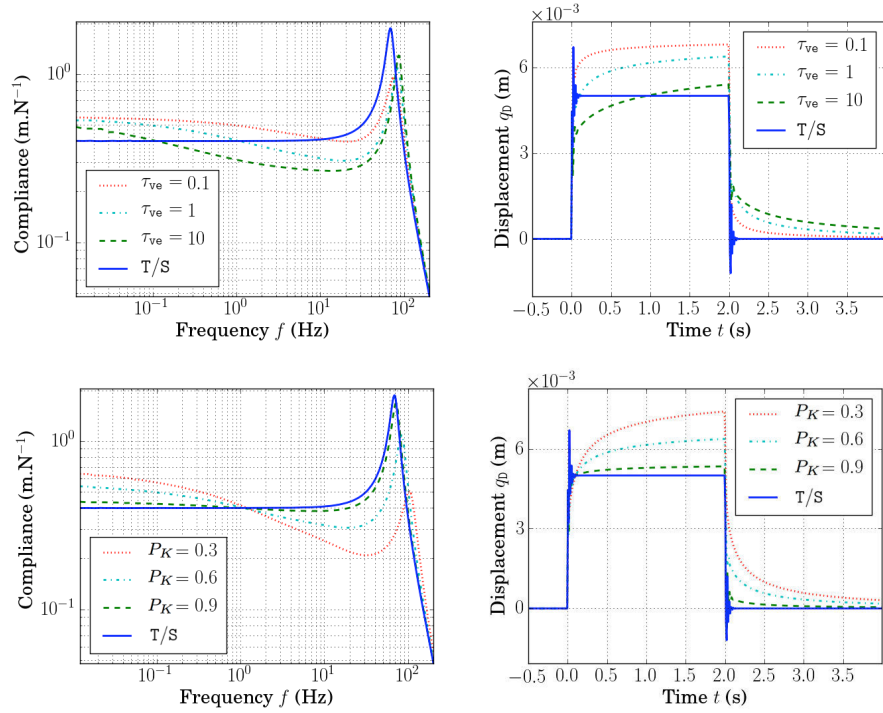 10⁰
10⁻¹
Compliance (m.N⁻¹)
τve = 0.1
τve = 1
τve = 10
T/S
10⁻¹ 10⁰ 10¹ 10²
Frequency f (Hz)
×10⁻³
6
3
0
Displacement qD (m)
τve = 0.1
τve = 1
τve = 10
T/S
−0.5 0.0 0.5 1.0 1.5 2.0 2.5 3.0 3.5
Time t (s)
10⁰
10⁻¹
Compliance (m.N⁻¹)
PK = 0.3
PK = 0.6
PK = 0.9
T/S
10⁻¹ 10⁰ 10¹ 10²
Frequency f (Hz)
×10⁻³
6
3
0
Displacement qD (m)
PK = 0.3
PK = 0.6
PK = 0.9
T/S
−0.5 0.0 0.5 1.0 1.5 2.0 2.5 3.0 3.5
Time t (s)